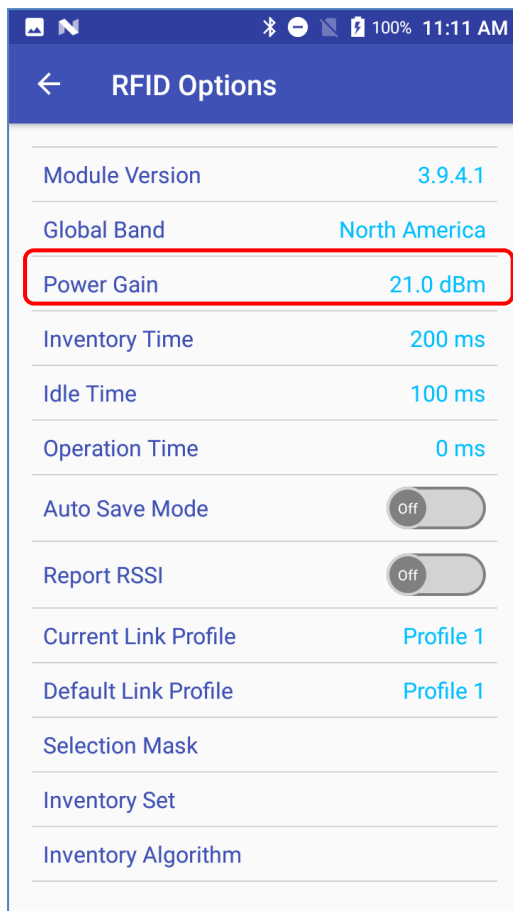 100% 11:11 AM
RFID Options
Module Version 3.9.4.1
Global Band North America
Power Gain 21.0 dBm
Inventory Time 200 ms
Idle Time 100 ms
Operation Time 0 ms
Auto Save Mode Off
Report RSSI Off
Current Link Profile Profile 1
Default Link Profile Profile 1
Selection Mask
Inventory Set
Inventory Algorithm